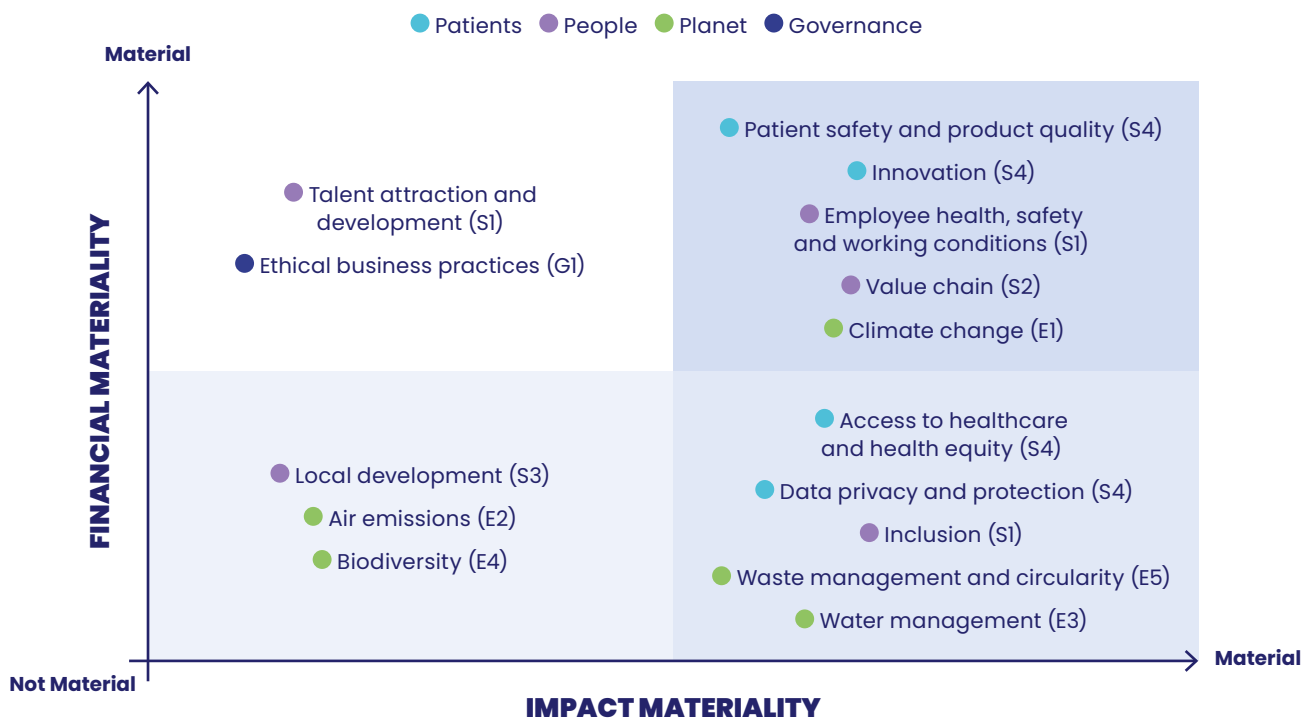 Patients People Planet Governance
Material
FINANCIAL MATERIALITY
Talent attraction and
development (S1)
Ethical business practices (G1)
Patient safety and product quality (S4)
Innovation (S4)
Employee health, safety
and working conditions (S1)
Value chain (S2)
Climate change (E1)
Local development (S3)
Air emissions (E2)
Biodiversity (E4)
Access to healthcare
and health equity (S4)
Data privacy and protection (S4)
Inclusion (S1)
Waste management and circularity (E5)
Water management (E3)
Not Material
Material
IMPACT MATERIALITY